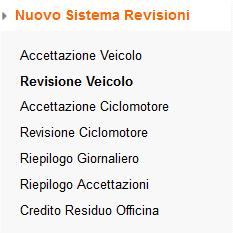 Nuovo Sistema Revisioni
Accettazione Veicolo
Revisione Veicolo
Accettazione Ciclomotore
Revisione Ciclomotore
Riepilogo Giornaliero
Riepilogo Accettazioni
Credito Residuo Officina